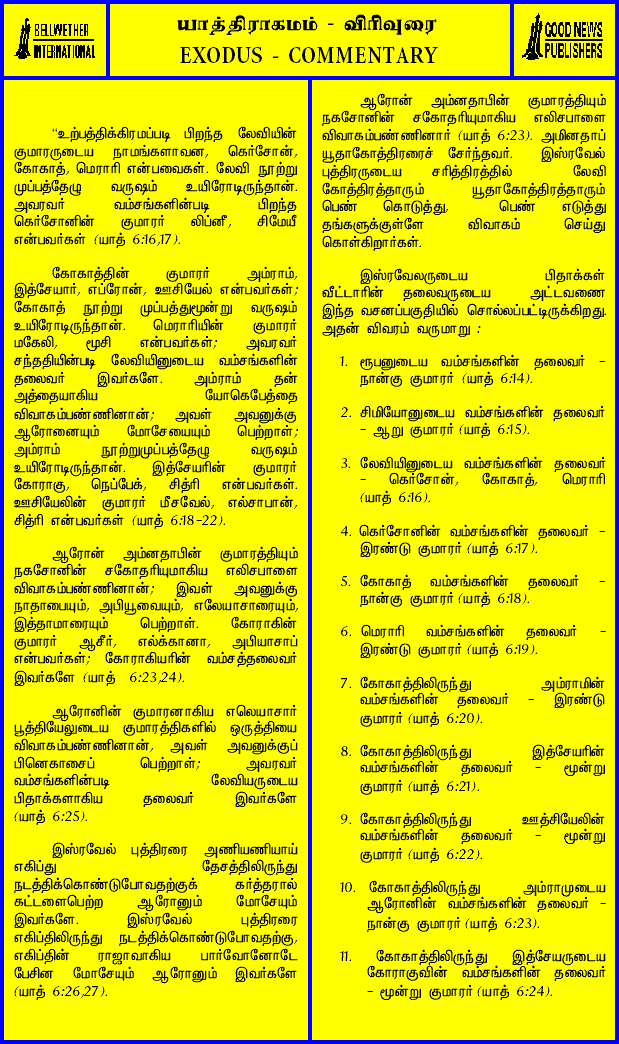 BELLWETHER
INTERNATIONAL
யாத்திராகமம் - விரிவுரை
EXODUS - COMMENTARY
GOOD NEWS
PUBLISHERS
“உற்பத்திக்கிரமப்படி பிறந்த லேவியின்
குமாரருடைய நாமங்களாவன, கெர்சோன்,
கோகாத், மெராரி என்பவைகள். லேவி நூற்று
முப்பத்தேழு வருஷம் உயிரோடிருந்தான்.
அவரவர் வம்சங்களின்படி பிறந்த
கெர்சோனின் குமாரர் லிப்னீ, சிமேயீ
என்பவர்கள் (யாத் 6:16,17).
கோகாத்தின் குமாரர் அம்ராம்,
இத்சேயார், எப்ரோன், ஊசியேல் என்பவர்கள்;
கோகாத் நூற்று முப்பத்துமூன்று வருஷம்
உயிரோடிருந்தான். மெராரியின் குமாரர்
மகேலி, மூசி என்பவர்கள்; அவரவர்
சந்ததியின்படி லேவியினுடைய வம்சங்களின்
தலைவர் இவர்களே. அம்ராம் தன்
அத்தையாகிய யோகெபேத்தை
விவாகம்பண்ணினான்; அவள் அவனுக்கு
ஆரோனையும் மோசேயையும் பெற்றாள்;
அம்ராம் நூற்றுமுப்பத்தேழு வருஷம்
உயிரோடிருந்தான். இத்சேயரின் குமாரர்
கோராகு, நெப்பேக், சித்ரி என்பவர்கள்.
ஊசியேலின் குமாரர் மீசவேல், எல்சாபான்,
சித்ரி என்பவர்கள் (யாத் 6:18-22).
ஆரோன் அம்னதாபின் குமாரத்தியும்
நகசோனின் சகோதரியுமாகிய எலிசபாளை
விவாகம்பண்ணினான்; இவள் அவனுக்கு
நாதாபையும், அபியூவையும், எலேயாசாரையும்,
இத்தாமாரையும் பெற்றாள். கோராகின்
குமாரர் ஆசீர், எல்க்கானா, அபியாசாப்
என்பவர்கள்; கோராகியரின் வம்சத்தலைவர்
இவர்களே (யாத் 6:23,24).
ஆரோனின் குமாரனாகிய எலெயாசார்
பூத்தியேலுடைய குமாரத்திகளில் ஒருத்தியை
விவாகம்பண்ணினான், அவள் அவனுக்குப்
பினெகாசைப் பெற்றாள்; அவரவர்
வம்சங்களின்படி லேவியருடைய
பிதாக்களாகிய தலைவர் இவர்களே
(யாத் 6:25).
இஸ்ரவேல் புத்திரரை அணியணியாய்
எகிப்து தேசத்திலிருந்து
நடத்திக்கொண்டுபோவதற்குக் கர்த்தரால்
கட்டளைபெற்ற ஆரோனும் மோசேயும்
இவர்களே. இஸ்ரவேல் புத்திரரை
எகிப்திலிருந்து நடத்திக்கொண்டுபோவதற்கு,
எகிப்தின் ராஜாவாகிய பார்வோனோடே
பேசின மோசேயும் ஆரோனும் இவர்களே
(யாத் 6:26,27).
ஆரோன் அம்னதாபின் குமாரத்தியும்
நகசோனின் சகோதரியுமாகிய எலிசபாளை
விவாகம்பண்ணினார் (யாத் 6:23). அமினதாப்
யூதாகோத்திரரைச் சேர்ந்தவர். இஸ்ரவேல்
புத்திரருடைய சரித்திரத்தில் லேவி
கோத்திரத்தாரும் யூதாகோத்திரத்தாரும்
பெண் கொடுத்து, பெண் எடுத்து
தங்களுக்குள்ளே விவாகம் செய்து
கொள்கிறார்கள்.
இஸ்ரவேலருடைய பிதாக்கள்
வீட்டாரின் தலைவருடைய அட்டவணை
இந்த வசனப்பகுதியில் சொல்லப்பட்டிருக்கிறது.
அதன் விவரம் வருமாறு :
1. ரூபனுடைய வம்சங்களின் தலைவர் -
நான்கு குமாரர் (யாத் 6:14).
2. சிமியோனுடைய வம்சங்களின் தலைவர்
- ஆறு குமாரர் (யாத் 6:15).
3. லேவியினுடைய வம்சங்களின் தலைவர்
- கெர்சோன், கோகாத், மெராரி
(யாத் 6:16).
4. கெர்சோனின் வம்சங்களின் தலைவர் -
இரண்டு குமாரர் (யாத் 6:17).
5. கோகாத் வம்சங்களின் தலைவர் -
நான்கு குமாரர் (யாத் 6:18).
6. மெராரி வம்சங்களின் தலைவர் -
இரண்டு குமாரர் (யாத் 6:19).
7. கோகாத்திலிருந்து அம்ராமின்
வம்சங்களின் தலைவர் - இரண்டு
குமாரர் (யாத் 6:20).
8. கோகாத்திலிருந்து இத்சேயரின்
வம்சங்களின் தலைவர் - மூன்று
குமாரர் (யாத் 6:21).
9. கோகாத்திலிருந்து ஊத்சியேலின்
வம்சங்களின் தலைவர் - மூன்று
குமாரர் (யாத் 6:22).
10. கோகாத்திலிருந்து அம்ராமுடைய
ஆரோனின் வம்சங்களின் தலைவர் -
நான்கு குமாரர் (யாத் 6:23).
11. கோகாத்திலிருந்து இத்சேயருடைய
கோராகுவின் வம்சங்களின் தலைவர்
- மூன்று குமாரர் (யாத் 6:24).